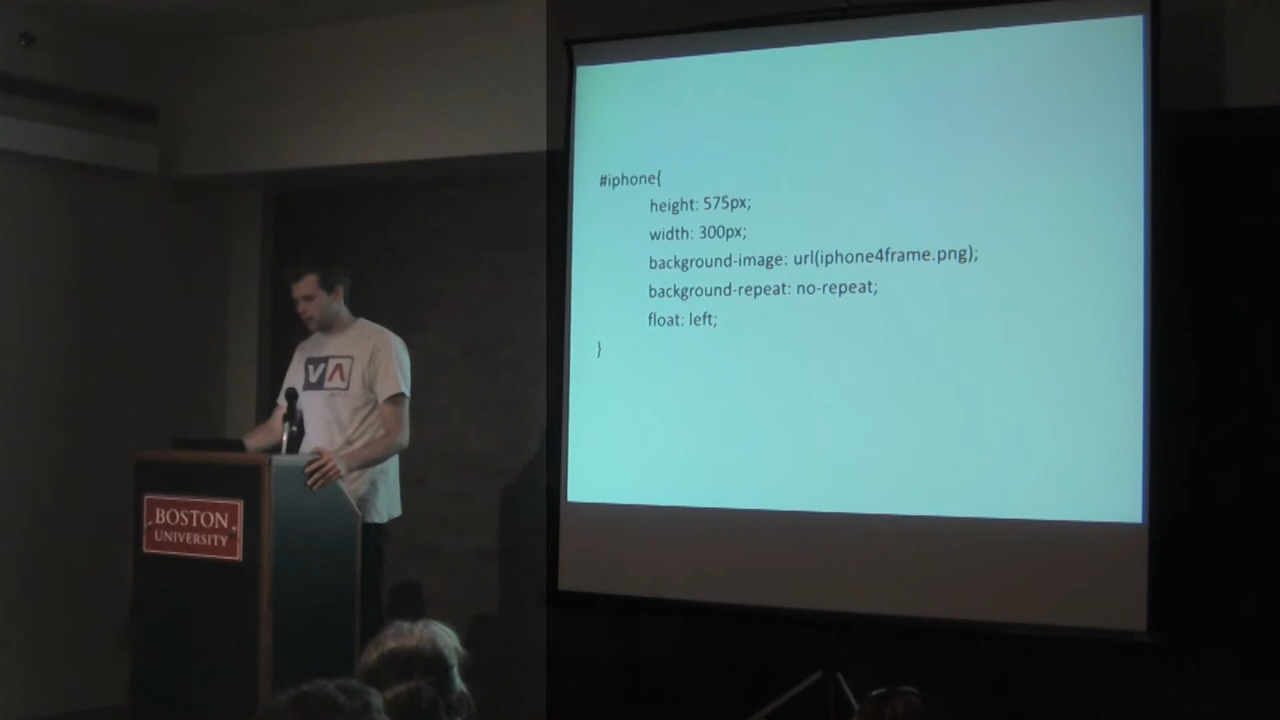 #iphone{
height: 575px;
width: 300px;
background-image: url(iphone4frame.png);
background-repeat: no-repeat;
float: left;
}
VA
BOSTON
UNIVERSITY